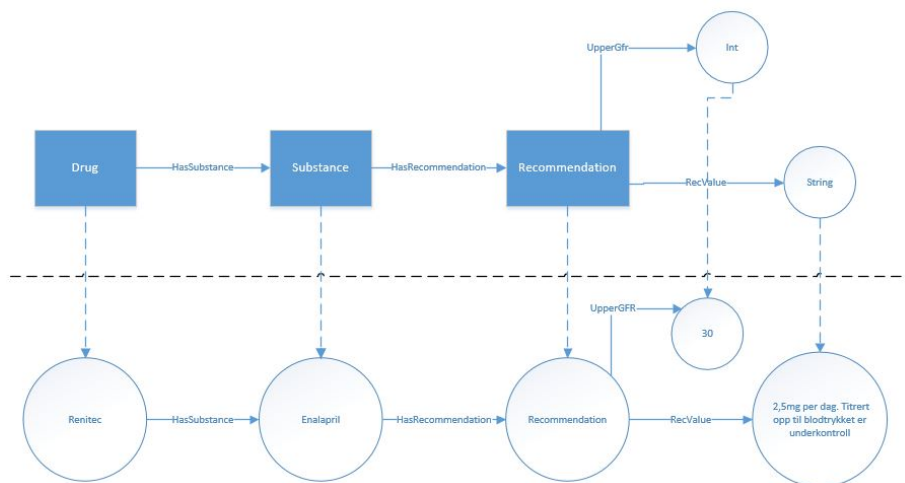 UpperGfr
Int
Drug
HasSubstance
Substance
HasRecommendation
Recommendation
RecValue
String
UpperGFR
30
Renitec
HasSubstance
Enalapril
HasRecommendation
Recommendation
RecValue
2,5mg per dag. Titrert
opp til blodtrykket er
underkontroll